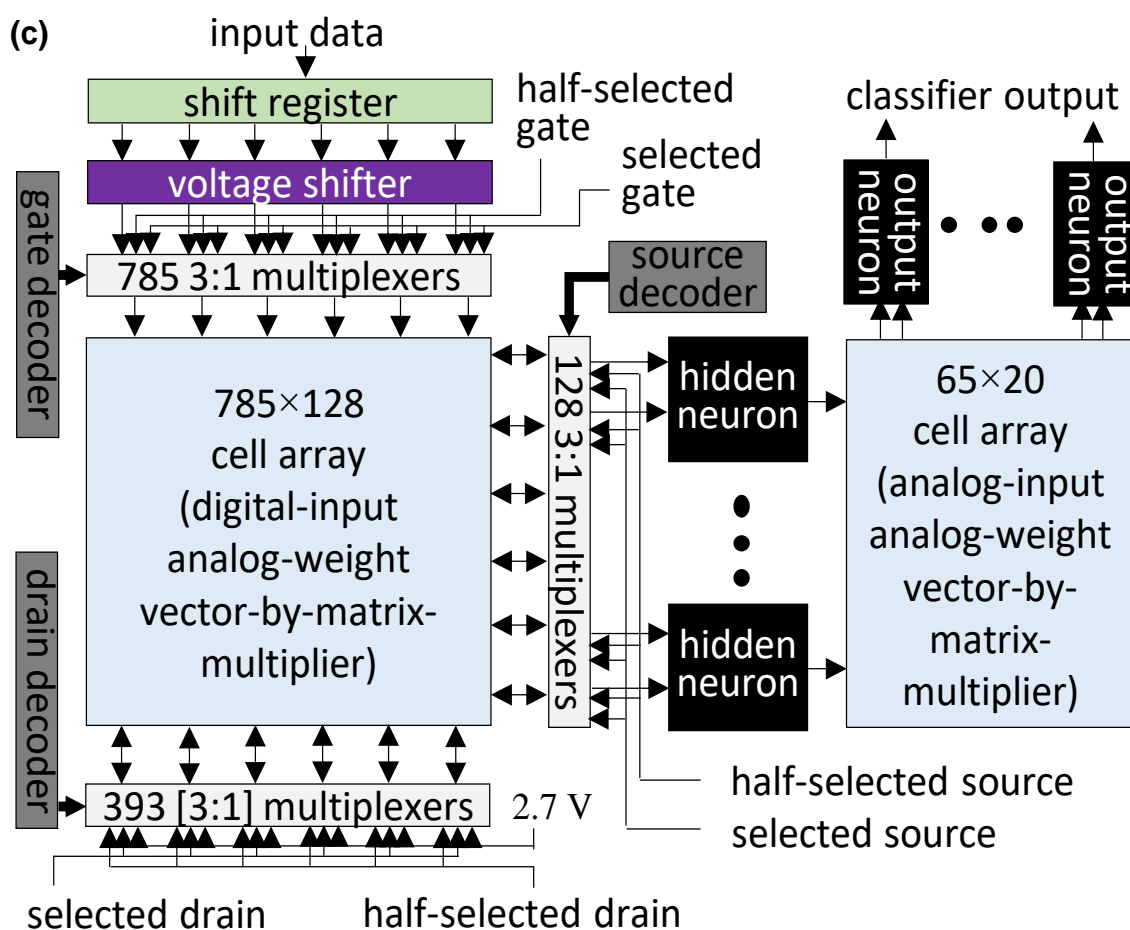 (c)
input data
shift register
voltage shifter
half-selected
gate
selected
gate
gate decoder
785 3:1 multiplexers
source
decoder
785×128
cell array
(digital-input
analog-weight
vector-by-matrix-
multiplier)
128 3:1 multiplexers
drain decoder
393 [3:1] multiplexers
2.7 V
selected drain
half-selected drain
hidden
neuron
hidden
neuron
half-selected source
selected source
classifier output
output
neuron
output
neuron
65×20
cell array
(analog-input
analog-weight
vector-by-
matrix-
multiplier)